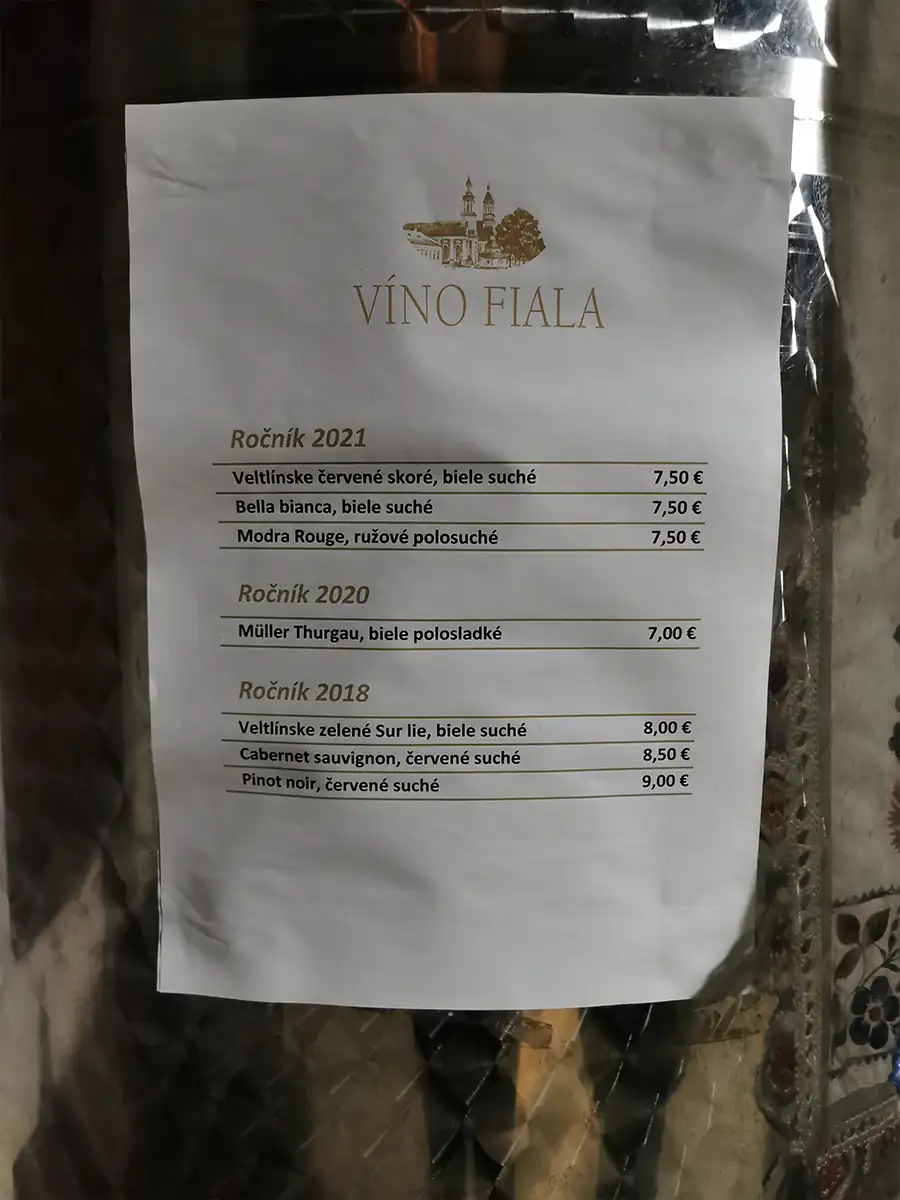 VÍNO FIALA
Ročník 2021
Veltlínske červené skoré, biele suché 7,50 €
Bella bianca, biele suché 7,50 €
Modra Rouge, ružové polosuché 7,50 €
Ročník 2020
Müller Thurgau, biele polosladké 7,00 €
Ročník 2018
Veltlínske zelené Sur lie, biele suché 8,00 €
Cabernet sauvignon, červené suché 8,50 €
Pinot noir, červené suché 9,00 €